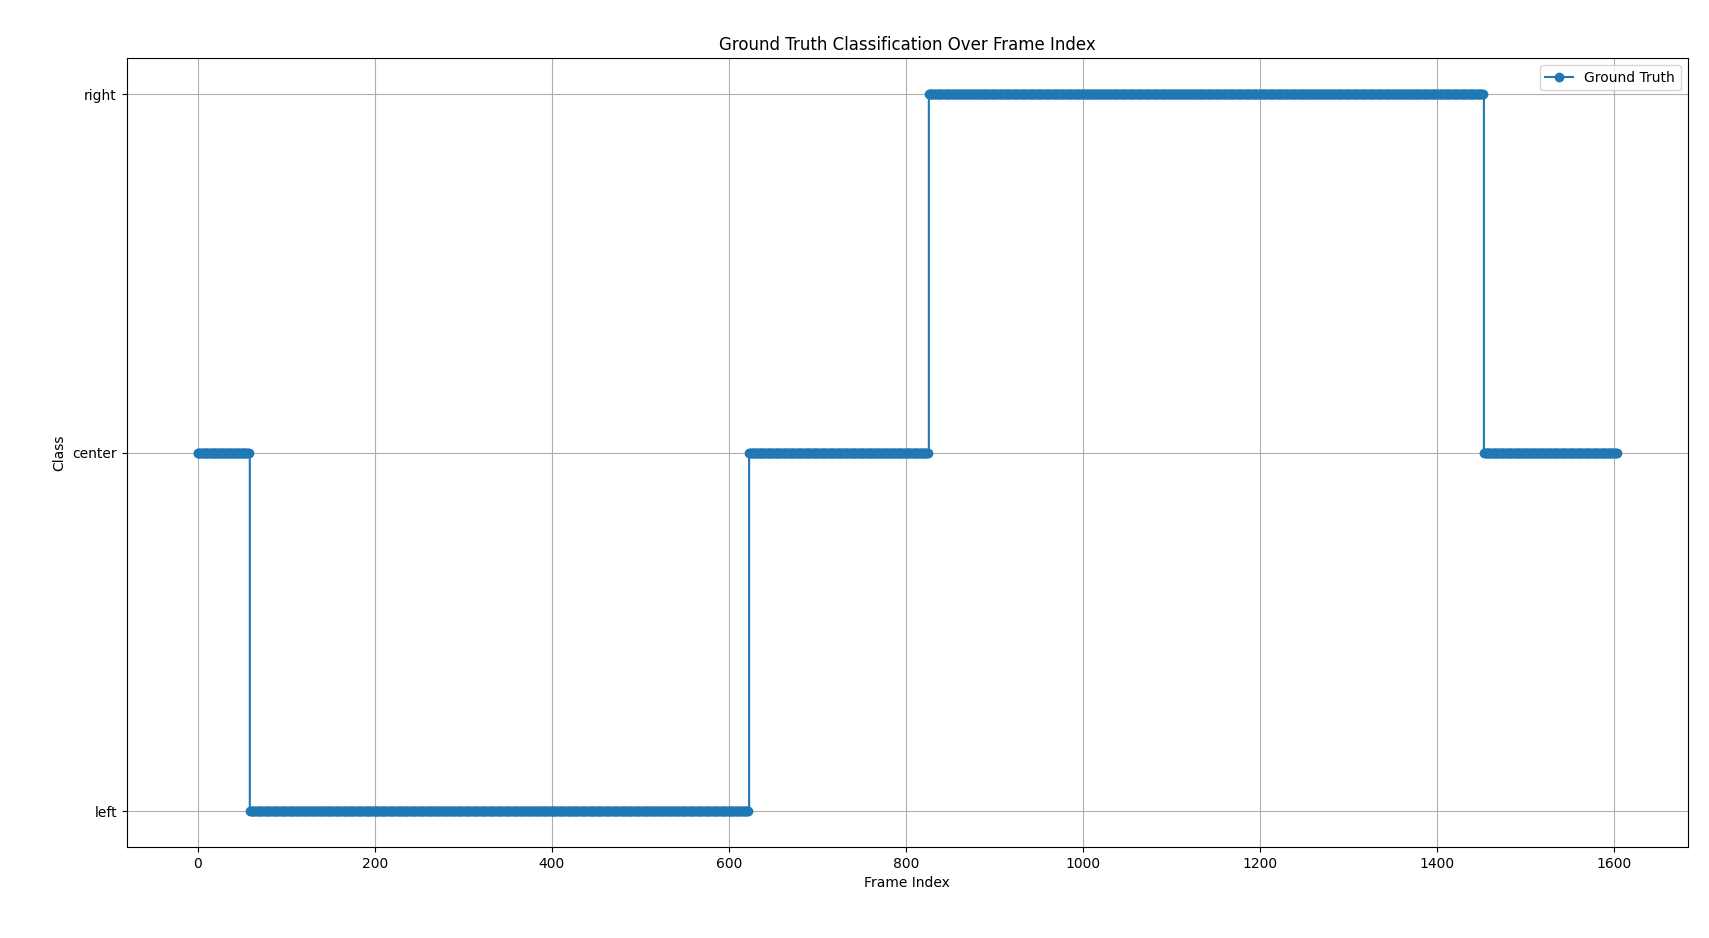 Ground Truth Classification Over Frame Index
Ground Truth
right
center
left
Class
0 200 400 600 800 1000 1200 1400 1600
Frame Index